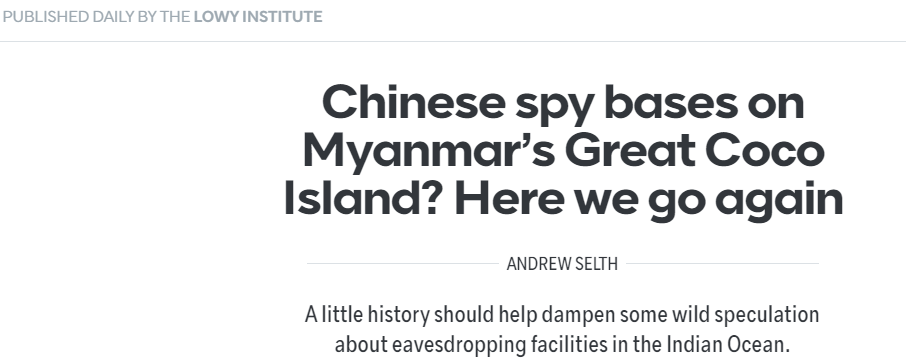 PUBLISHED DAILY BY THE LOWY INSTITUTE
Chinese spy bases on
Myanmar’s Great Coco
Island? Here we go again
ANDREW SELTH
A little history should help dampen some wild speculation
about eavesdropping facilities in the Indian Ocean.